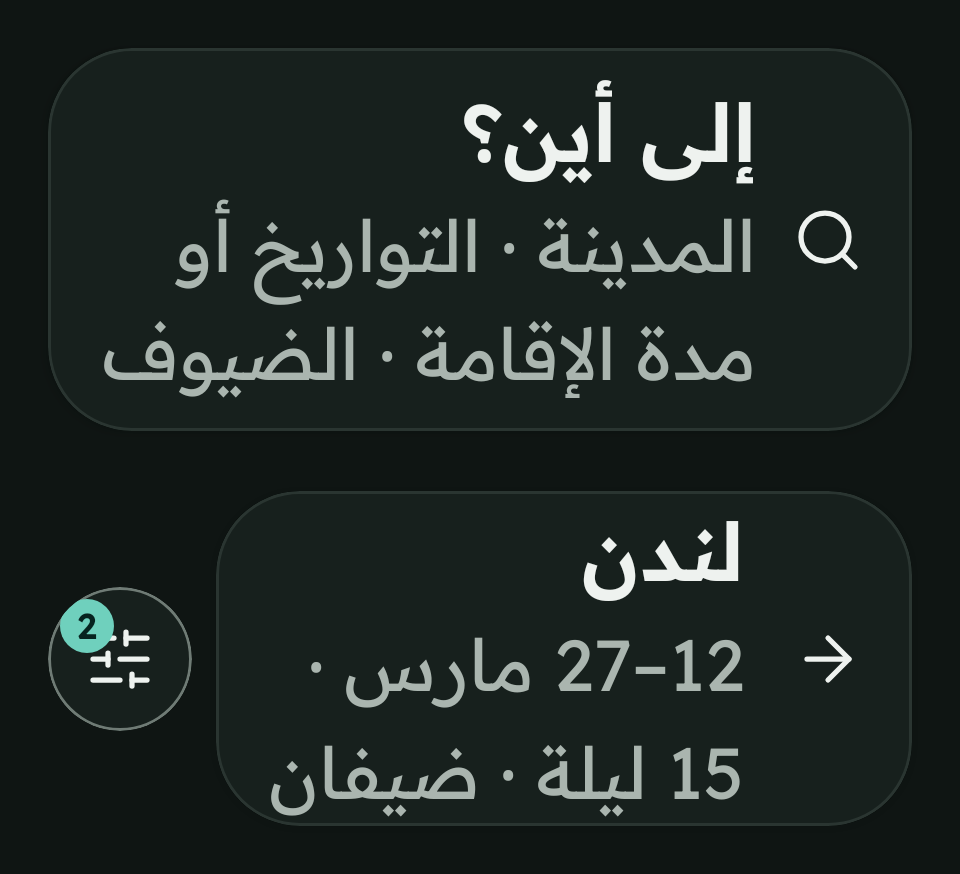 إلى أين؟
المدينة · التواريخ أو
مدة الإقامة · الضيوف
لندن
12–27 مارس ·
15 ليلة · ضيفان
2